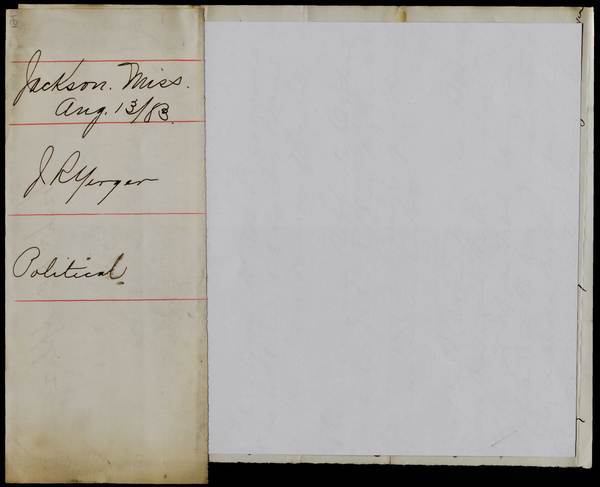 Jackson. Miss.
Aug. 13/83.
J R Yerger
Political